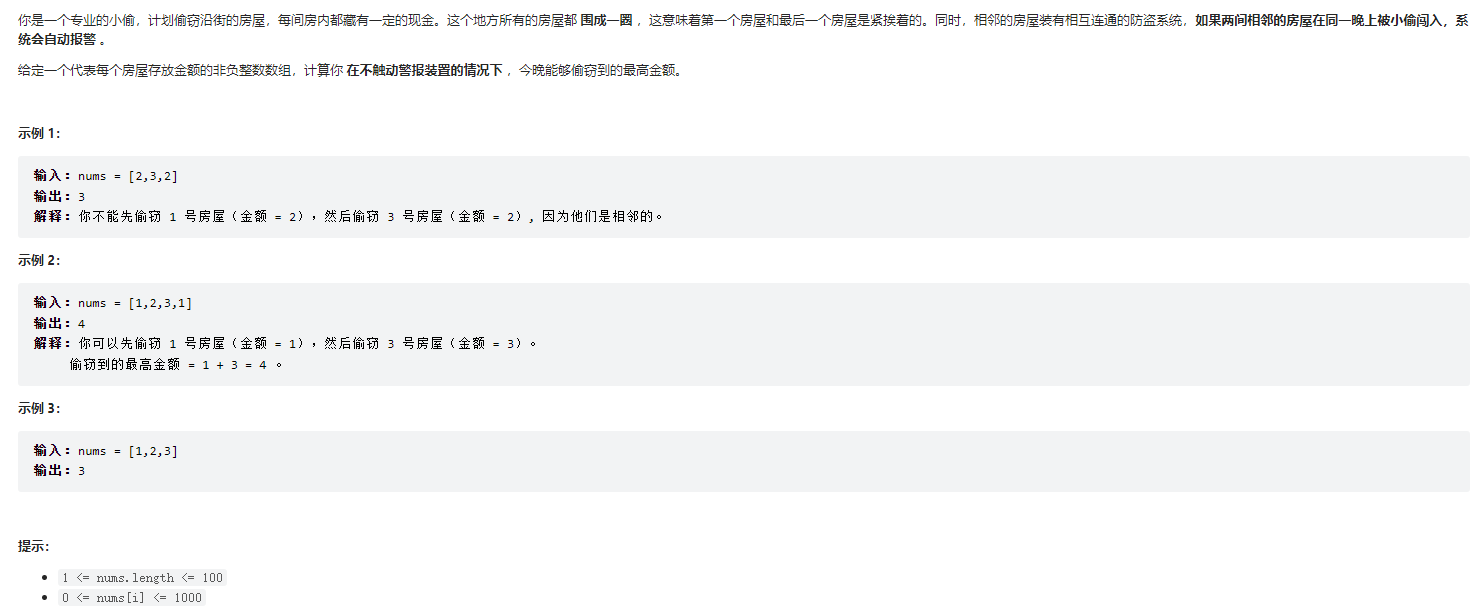 你是一个专业的小偷，计划偷窃沿街的房屋，每间房内都藏有一定的现金。这个地方所有的房屋都 围成一圈 ，这意味着第一个房屋和最后一个房屋是紧挨着的。同时，相邻的房屋装有相互连通的防盗系统，如果两间相邻的房屋在同一晚上被小偷闯入，系
统会自动报警 。
给定一个代表每个房屋存放金额的非负整数数组，计算你 在不触动警报装置的情况下 ，今晚能够偷窃到的最高金额。
示例 1：
输入：nums = [2,3,2]
输出：3
解释：你不能先偷窃 1 号房屋（金额 = 2），然后偷窃 3 号房屋（金额 = 2）, 因为他们是相邻的。
示例 2：
输入：nums = [1,2,3,1]
输出：4
解释：你可以先偷窃 1 号房屋（金额 = 1），然后偷窃 3 号房屋（金额 = 3）。
偷窃到的最高金额 = 1 + 3 = 4 。
示例 3：
输入：nums = [1,2,3]
输出：3
提示：
• 1 <= nums.length <= 100
• 0 <= nums[i] <= 1000